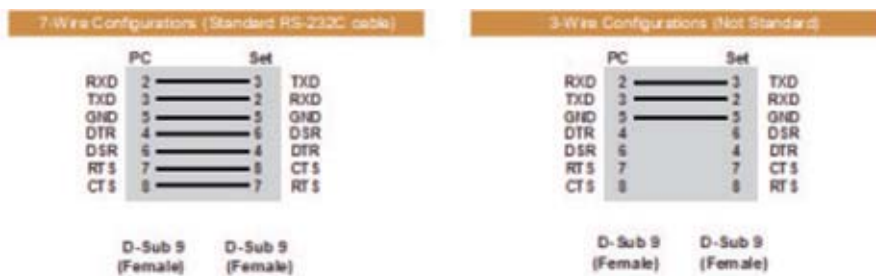 7-Wire Configurations (Standard RS-232C cable)
PC Set
RXD 2 3 TXD
TXD 3 2 RXD
GND 5 5 GND
DTR 4 6 DSR
DSR 6 4 DTR
RTS 7 8 CTS
CTS 8 7 RTS
D-Sub 9 D-Sub 9
(Female) (Female)
3-Wire Configurations (Not Standard)
PC Set
RXD 2 3 TXD
TXD 3 2 RXD
GND 5 5 GND
DTR 4 6 DSR
DSR 6 4 DTR
RTS 7 7 CTS
CTS 8 8 RTS
D-Sub 9 D-Sub 9
(Female) (Female)